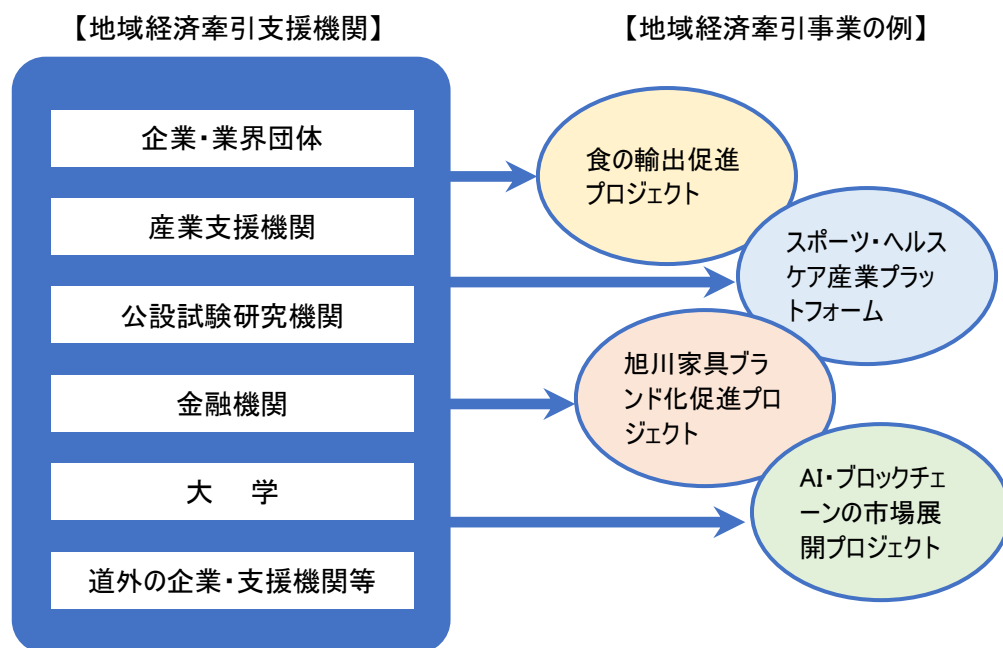 【地域経済牽引支援機関】
企業・業界団体
産業支援機関
公設試験研究機関
金融機関
大　学
道外の企業・支援機関等
【地域経済牽引事業の例】
食の輸出促進
プロジェクト
スポーツ・ヘルス
ケア産業プラッ
トフォーム
旭川家具ブラ
ンド化促進プロ
ジェクト
AI・ブロックチェ
ーンの市場展
開プロジェクト